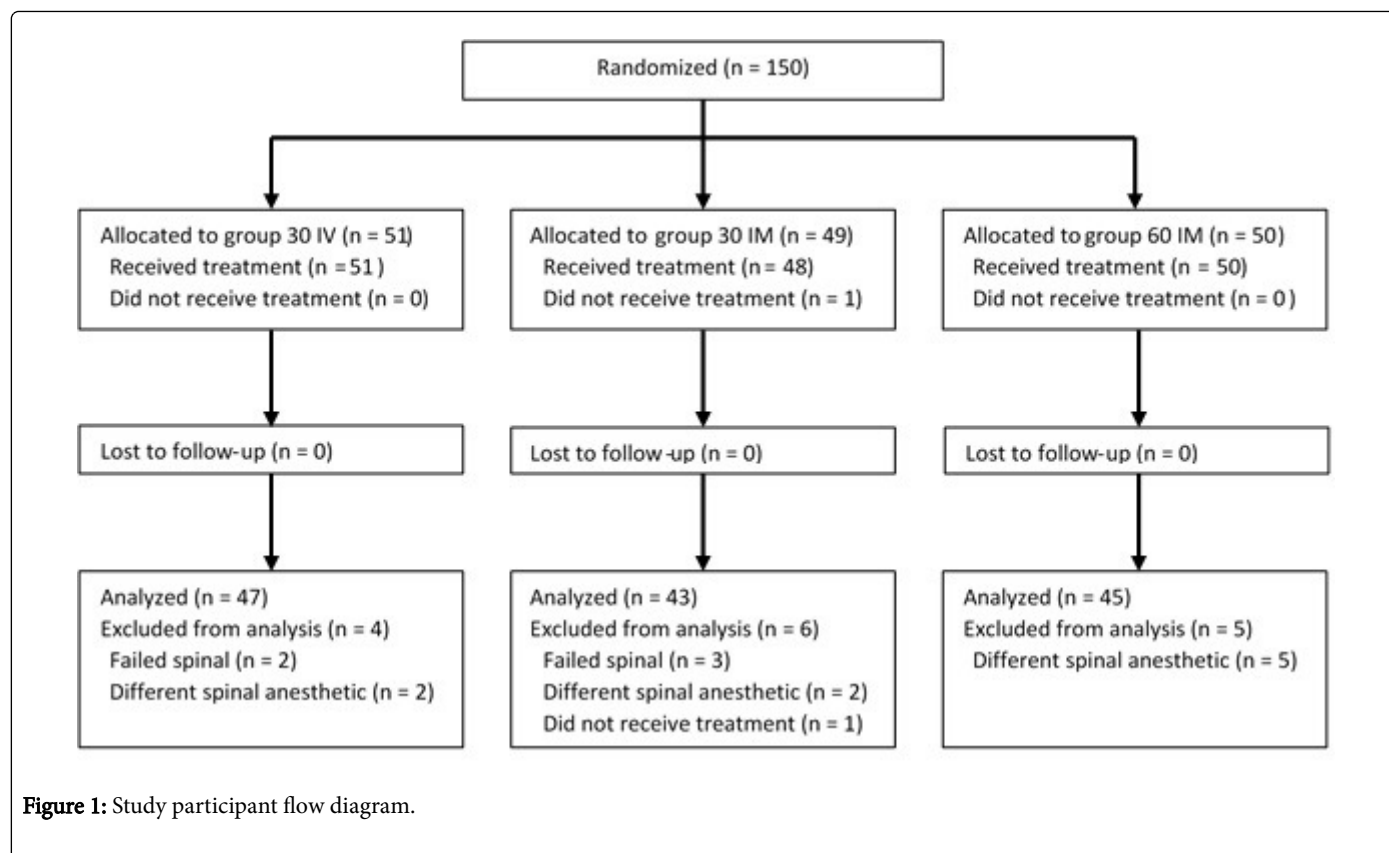 Randomized (n = 150)
Allocated to group 30 IV (n = 51)
Received treatment (n = 51)
Did not receive treatment (n = 0)
Allocated to group 30 IM (n = 49)
Received treatment (n = 48)
Did not receive treatment (n = 1)
Allocated to group 60 IM (n = 50)
Received treatment (n = 50)
Did not receive treatment (n = 0)
Lost to follow-up (n = 0)
Lost to follow-up (n = 0)
Lost to follow-up (n = 0)
Analyzed (n = 47)
Excluded from analysis (n = 4)
Failed spinal (n = 2)
Different spinal anesthetic (n = 2)
Analyzed (n = 43)
Excluded from analysis (n = 6)
Failed spinal (n = 3)
Different spinal anesthetic (n = 2)
Did not receive treatment (n = 1)
Analyzed (n = 45)
Excluded from analysis (n = 5)
Different spinal anesthetic (n = 5)
Figure 1: Study participant flow diagram.